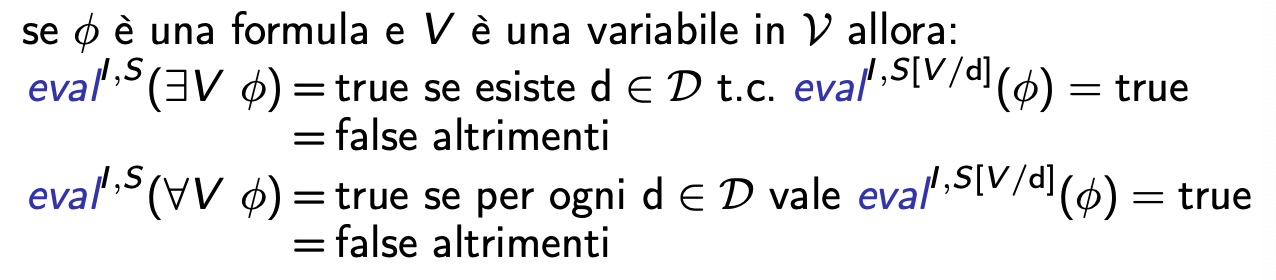 se ϕ è una formula e V è una variabile in 𝒱 allora:
eval^{I,S}(∃V ϕ) = true se esiste d ∈ 𝒟 t.c. eval^{I,S[V/d]}(ϕ) = true
= false altrimenti
eval^{I,S}(∀V ϕ) = true se per ogni d ∈ 𝒟 vale eval^{I,S[V/d]}(ϕ) = true
= false altrimenti